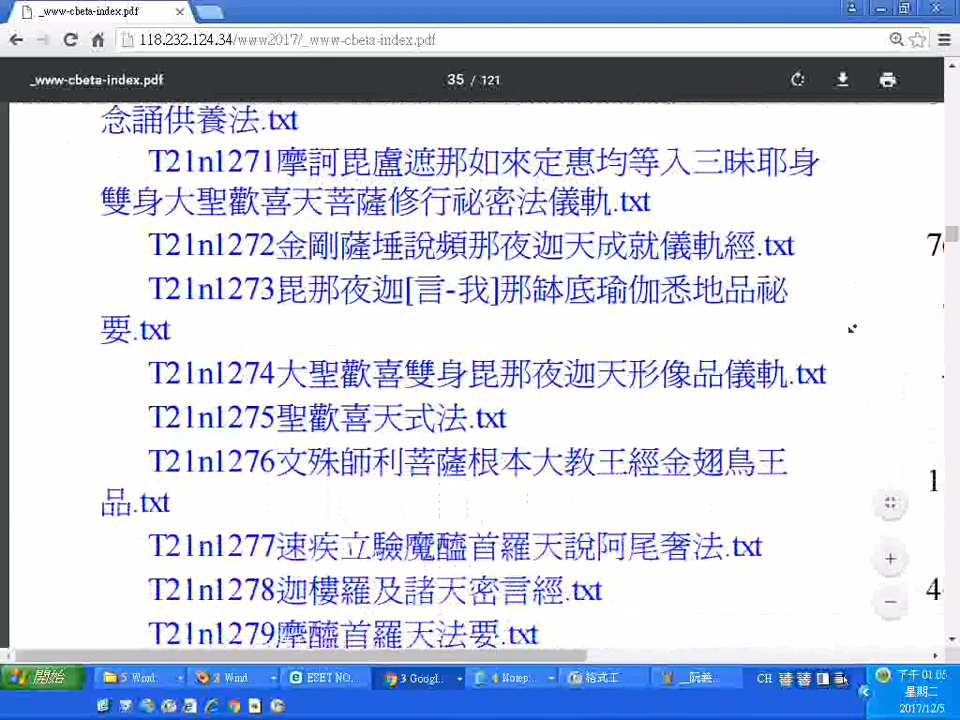 _www-cbeta-index.pdf
118.232.124.34/www2017/_www-cbeta-index.pdf
_www-cbeta-index.pdf
35 / 121
念誦供養法.txt
T21n1271摩訶毘盧遮那如來定惠均等入三昧耶身
雙身大聖歡喜天菩薩修行祕密法儀軌.txt
T21n1272金剛薩埵說頻那夜迦天成就儀軌經.txt
T21n1273毘那夜迦[言-我]那鉢底瑜伽悉地品祕
要.txt
T21n1274大聖歡喜雙身毘那夜迦天形像品儀軌.txt
T21n1275聖歡喜天式法.txt
T21n1276文殊師利菩薩根本大教王經金翅鳥王
品.txt
T21n1277速疾立驗魔醯首羅天說阿尾奢法.txt
T21n1278迦樓羅及諸天密言經.txt
T21n1279摩醯首羅天法要.txt
開始
5 Wind
2 Wind
ESET NO.
3 Googl.
4 Notep
格式工
CH
下午 01:05
星期二
2017/12/5